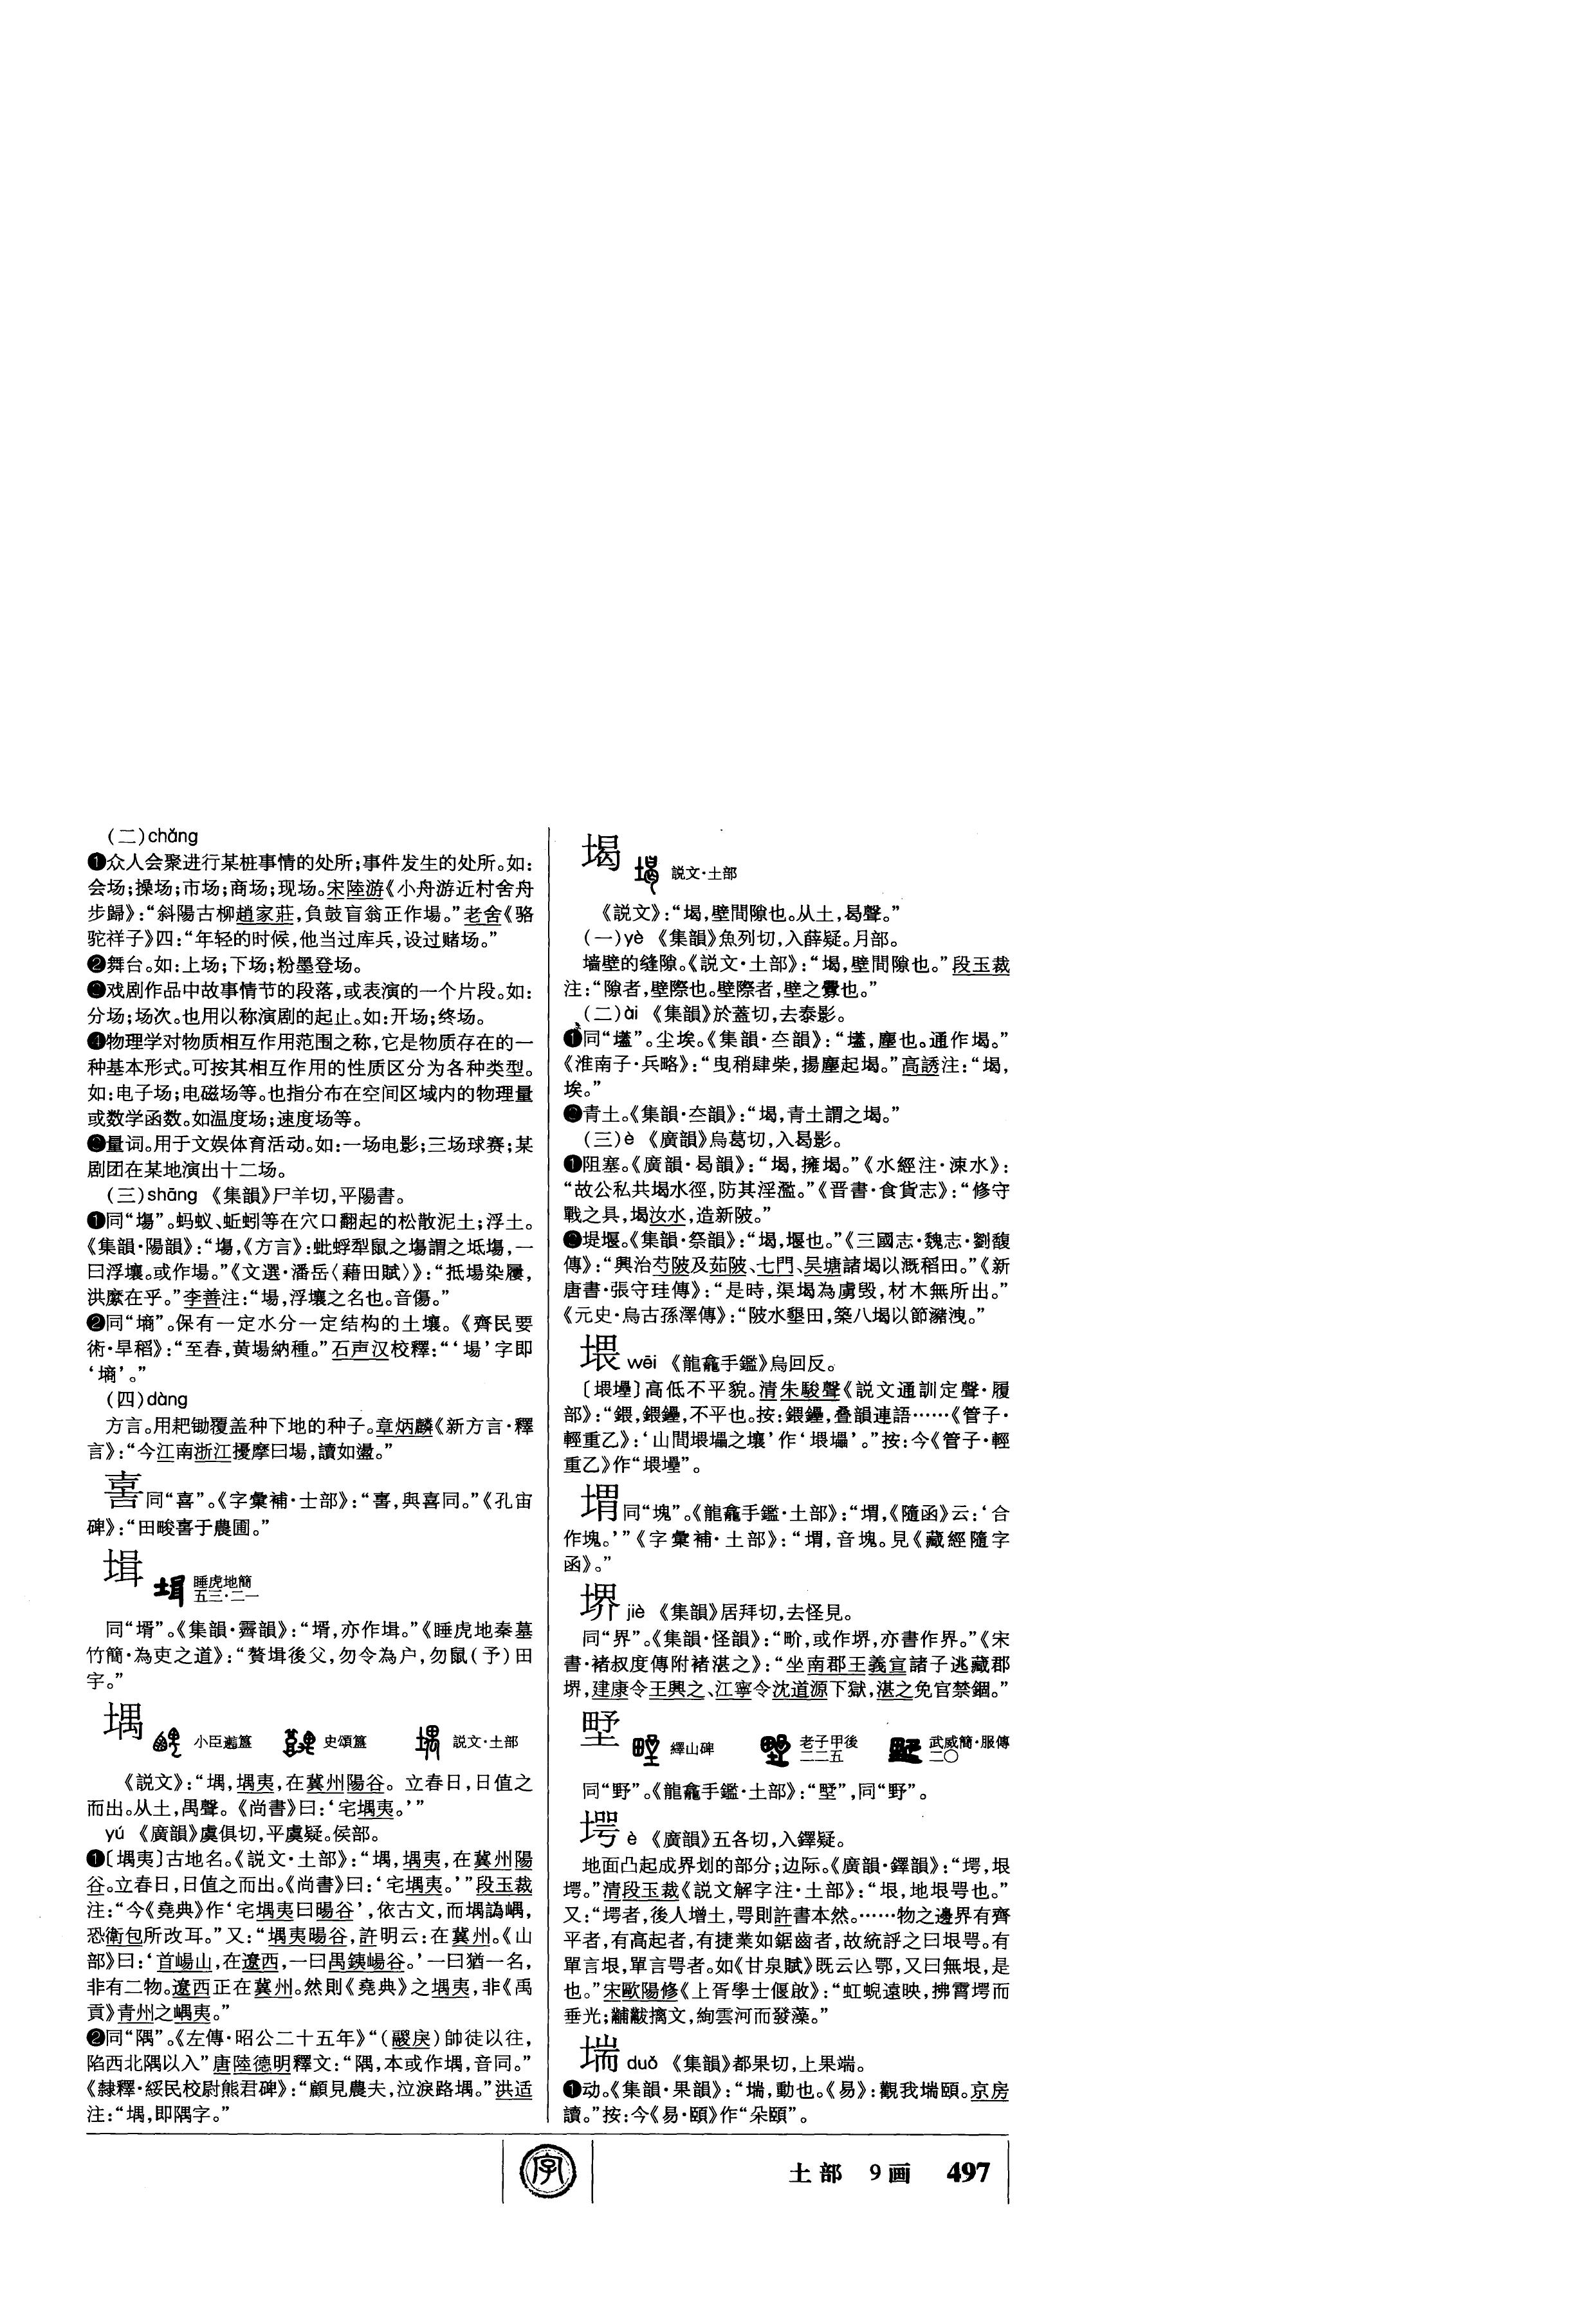 (二)chǎng
❶众人会聚进行某桩事情的处所;事件发生的处所。如:
会场;操场;市场;商场;现场。宋陸游《小舟游近村舍舟
步歸》:“斜陽古柳趙家莊,負鼓盲翁正作場。”老舍《骆
驼祥子》四:“年轻的时候,他当过库兵,设过赌场。”
❷舞台。如:上场;下场;粉墨登场。
❸戏剧作品中故事情节的段落,或表演的一个片段。如:
分场;场次。也用以称演剧的起止。如:开场;终场。
❹物理学对物质相互作用范围之称,它是物质存在的一
种基本形式。可按其相互作用的性质区分为各种类型。
如:电子场;电磁场等。也指分布在空间区域内的物理量
或数学函数。如温度场;速度场等。
❺量词。用于文娱体育活动。如:一场电影;三场球赛;某
剧团在某地演出十二场。
(三)shāng 《集韻》尸羊切,平陽書。
❶同“塲”。蚂蚁、蚯蚓等在穴口翻起的松散泥土;浮土。
《集韻·陽韻》:“塲,《方言》:蚍蜉犁鼠之塲謂之坻塲,一
曰浮壤。或作場。”《文選·潘岳〈藉田賦〉》:“抵場染屨,
洪縻在乎。”李善注:“場,浮壤之名也。音傷。”
❷同“墒”。保有一定水分一定结构的土壤。《齊民要
術·旱稻》:“至春,黄場納種。”石声汉校釋:“‘場’字即
‘墒’。”
(四)dàng
方言。用耙锄覆盖种下地的种子。章炳麟《新方言·釋
言》:“今江南浙江擾摩曰場,讀如盪。”
同“喜”。《字彙補·士部》:“,與喜同。”《孔宙
碑》:“田畯于農圃。”
堾 睡虎地簡
五三·二一
同“壻”。《集韻·霽韻》:“壻,亦作。”《睡虎地秦墓
竹簡·為吏之道》:“贅後父,勿令為户,勿鼠(予)田
宇。”
堣 小臣𬨎簋 史頌簋 説文·土部
《説文》:“堣,堣夷,在冀州陽谷。立春日,日值之
而出。从土,禺聲。《尚書》曰:‘宅堣夷。’”
yú 《廣韻》虞俱切,平虞疑。侯部。
❶〔堣夷〕古地名。《説文·土部》:“堣,堣夷,在冀州陽
谷。立春日,日值之而出。《尚書》曰:‘宅堣夷。’”段玉裁
注:“今《堯典》作‘宅堣夷曰暘谷’,依古文,而堣譌嵎,
恐衛包所改耳。”又:“堣夷暘谷,許明云:在冀州。《山
部》曰:‘首崵山,在遼西,一曰禺銕崵谷。’一曰猶一名,
非有二物。遼西正在冀州。然則《堯典》之堣夷,非《禹
貢》青州之嵎夷。”
❷同“隅”。《左傳·昭公二十五年》“(鬷戾)帥徒以往,
陷西北隅以入”唐陸德明釋文:“隅,本或作堣,音同。”
《隸釋·綏民校尉熊君碑》:“顧見農夫,泣淚路堣。”洪适
注:“堣,即隅字。”
堨 説文·土部
《説文》:“堨,壁間隙也。从土,曷聲。”
(一)yè 《集韻》魚列切,入薛疑。月部。
墙壁的缝隙。《説文·土部》:“堨,壁間隙也。”段玉裁
注:“隙者,壁際也。壁際者,壁之釁也。”
(二)ài 《集韻》於蓋切,去泰影。
❶同“壒”。尘埃。《集韻·夳韻》:“壒,塵也。通作堨。”
《淮南子·兵略》:“曳稍肆柴,揚塵起堨。”高誘注:“堨,
埃。”
❷青土。《集韻·夳韻》:“堨,青土謂之堨。”
(三)è 《廣韻》烏葛切,入曷影。
❶阻塞。《廣韻·曷韻》:“堨,擁堨。”《水經注·涑水》:
“故公私共堨水徑,防其淫濫。”《晋書·食貨志》:“修守
戰之具,堨汝水,造新陂。”
❷堤堰。《集韻·祭韻》:“堨,堰也。”《三國志·魏志·劉馥
傳》:“興治芍陂及茹陂、七門、吴塘諸堨以溉稻田。”《新
唐書·張守珪傳》:“是時,渠堨為虜毁,材木無所出。”
《元史·烏古孫澤傳》:“陂水墾田,築八堨以節瀦洩。”
堁 wēi 《龍龕手鑑》烏回反。
〔㙗壘〕高低不平貌。清朱駿聲《説文通訓定聲·履
部》:“鍡,鍡鑸,不平也。按:鍡鑸,叠韻連語……《管子·
輕重乙》:‘山間㙗壘之壤’作‘㙗壘’。”按:今《管子·輕
重乙》作“㙗壘”。
㙛同“塊”。《龍龕手鑑·土部》:“㙛,《隨函》云:‘合
作塊。’”《字彙補·土部》:“㙛,音塊。見《藏經隨字
函》。”
堺 jiè 《集韻》居拜切,去怪見。
同“界”。《集韻·怪韻》:“畍,或作堺,亦書作界。”《宋
書·褚叔度傳附褚湛之》:“坐南郡王義宣諸子逃藏郡
堺,建康令王興之、江寧令沈道源下獄,湛之免官禁錮。”
墅 繹山碑 老子甲後
二二五 武威簡·服傳
二〇
同“野”。《龍龕手鑑·土部》:“”,同“野”。
堮 è 《廣韻》五各切,入鐸疑。
地面凸起成界划的部分;边际。《廣韻·鐸韻》:“堮,垠
堮。”清段玉裁《説文解字注·土部》:“垠,地垠咢也。”
又:“堮者,後人增土,咢則許書本然。……物之邊界有齊
平者,有高起者,有捷業如鋸齒者,故統評之曰垠咢。有
單言垠,單言咢者。如《甘泉賦》既云亾鄂,又曰無垠,是
也。”宋歐陽修《上胥學士偃啟》:“虹蜺遠映,拂霄堮而
垂光;黼黻摛文,絢雲河而發藻。”
㙐 duǒ 《集韻》都果切,上果端。
❶动。《集韻·果韻》:“㙐,動也。《易》:觀我㙐頤。京房
讀。”按:今《易·頤》作“朵頤”。
字
土部 9画 497